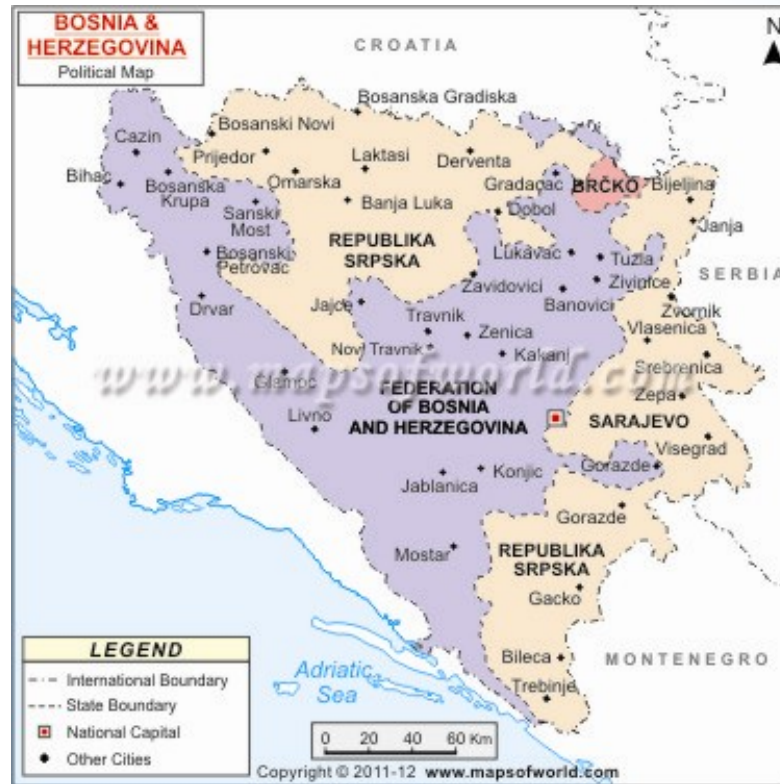 BOSNIA &
HERZEGOVINA
Political Map
CROATIA
N
Bosanska Gradiska
Bosanski Novi
Cazin
Prijedor
Laktasi
Derventa
Bihac
Bosanska
Krupa
Omarska
Gradacac
BRČKO
Bijeljina
Sanski
Most
Banja Luka
Dobol
Janja
REPUBLIKA
SRPSKA
Bosanski
Petrovac
Lukavac
Tuzla
SERBIA
Zavidovici
Zivinice
Drvar
Jajce
Banovici
Zvornik
Travnik
Vlasenica
Zenica
Novi Travnik
Kakanj
Srebrenica
www.mapsofworld.com
Glamoc
FEDERATION
OF BOSNIA
AND HERZEGOVINA
Zepa
Livno
SARAJEVO
Visegrad
Jablanica
Konjic
Gorazde
Gorazde
Mostar
REPUBLIKA
SRPSKA
Gacko
LEGEND
International Boundary
State Boundary
National Capital
Other Cities
Adriatic
Sea
Bileca
MONTENEGRO
Trebinje
0 20 40 60 Km
Copyright © 2011-12 www.mapsofworld.com